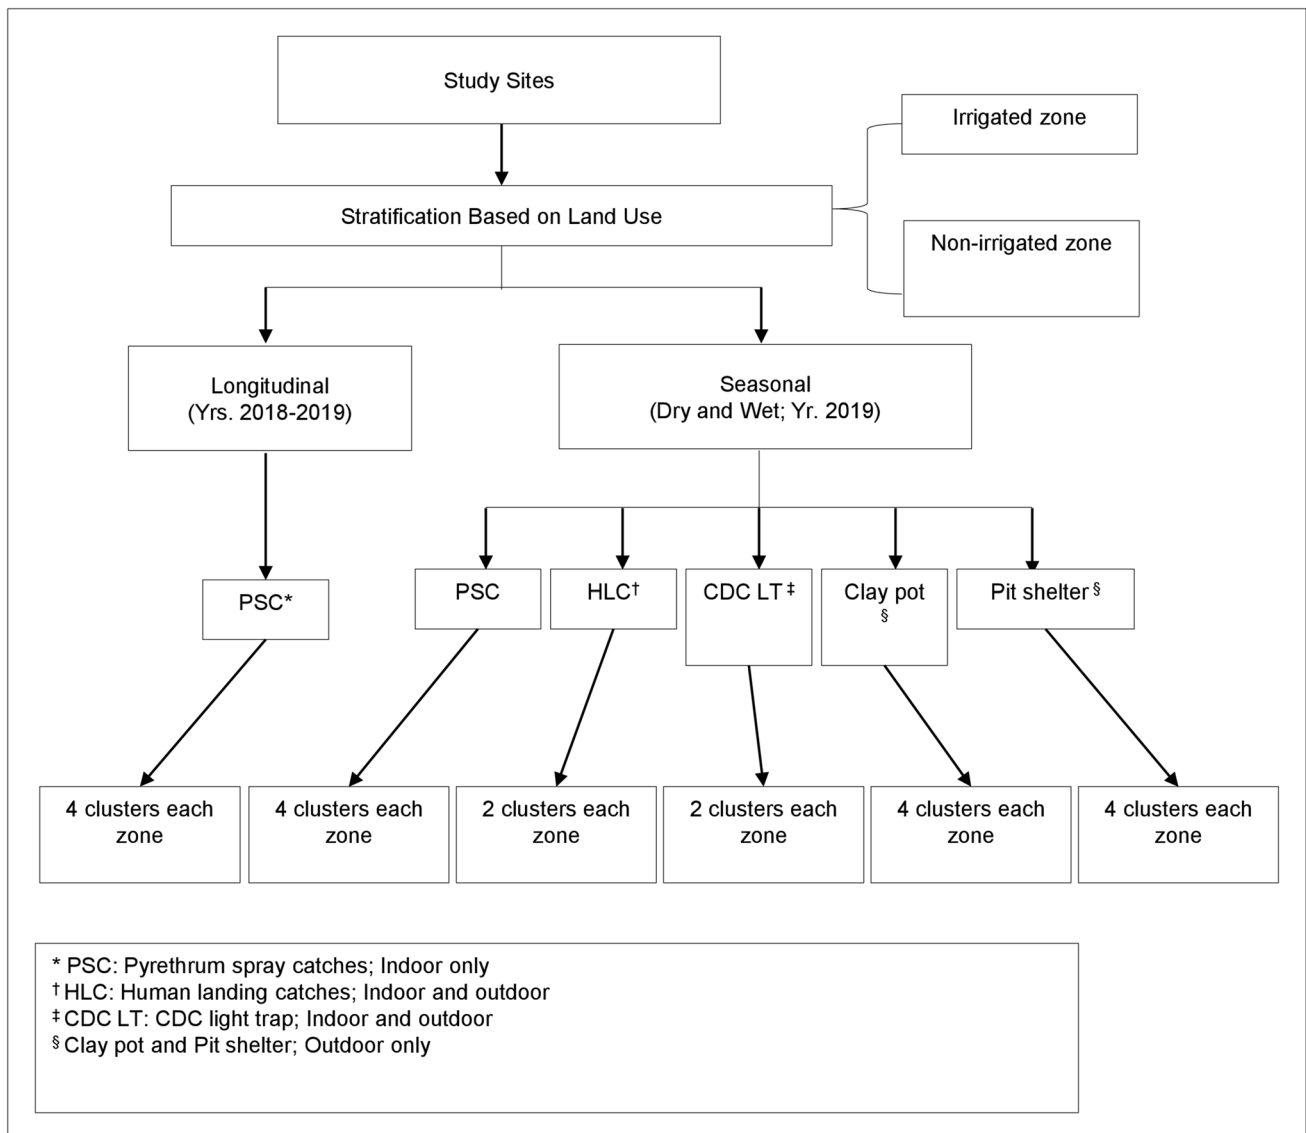 Study Sites
Irrigated zone
Stratification Based on Land Use
Non-irrigated zone
Longitudinal
(Yrs. 2018-2019)
Seasonal
(Dry and Wet; Yr. 2019)
PSC*
PSC
HLC†
CDC LT‡
Clay pot
§
Pit shelter§
4 clusters each
zone
4 clusters each
zone
2 clusters each
zone
2 clusters each
zone
4 clusters each
zone
4 clusters each
zone
* PSC: Pyrethrum spray catches; Indoor only
† HLC: Human landing catches; Indoor and outdoor
‡ CDC LT: CDC light trap; Indoor and outdoor
§ Clay pot and Pit shelter; Outdoor only